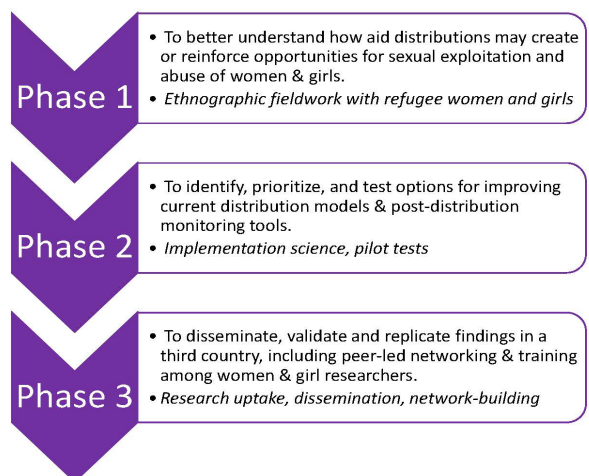 Phase 1
• To better understand how aid distributions may create
or reinforce opportunities for sexual exploitation and
abuse of women & girls.
• Ethnographic fieldwork with refugee women and girls
Phase 2
• To identify, prioritize, and test options for improving
current distribution models & post-distribution
monitoring tools.
• Implementation science, pilot tests
Phase 3
• To disseminate, validate and replicate findings in a
third country, including peer-led networking & training
among women & girl researchers.
• Research uptake, dissemination, network-building